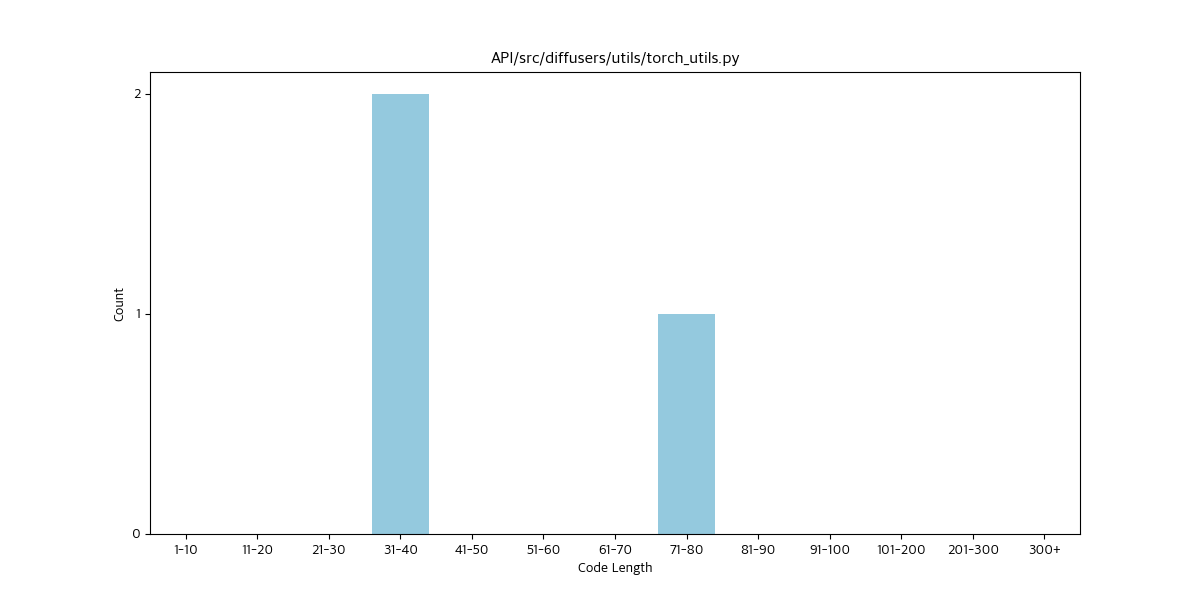 API/src/diffusers/utils/torch_utils.py
Count
2
1
0
1-10 11-20 21-30 31-40 41-50 51-60 61-70 71-80 81-90 91-100 101-200 201-300 300+
Code Length